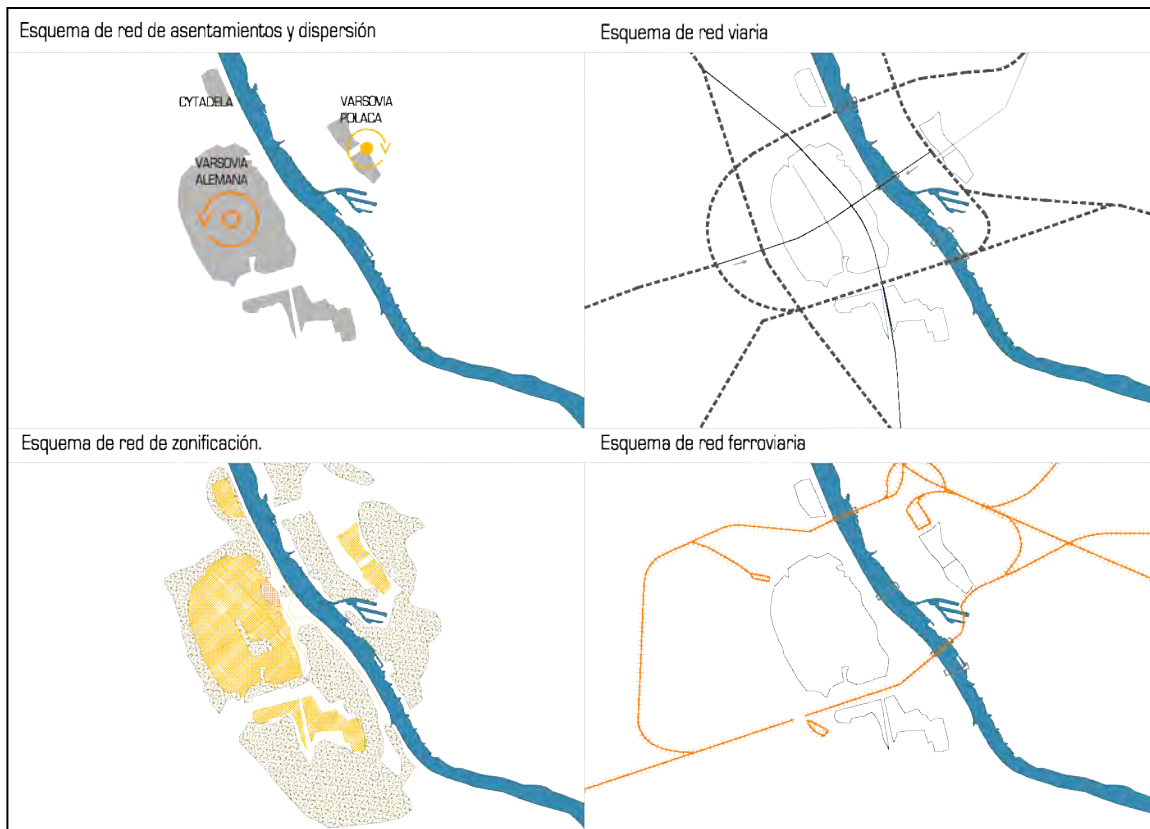 Esquema de red de asentamientos y dispersión
Esquema de red viaria
CYTADELA
VARSOVIA
POLACA
VARSOVIA
ALEMANA
Esquema de red de zonificación.
Esquema de red ferroviaria